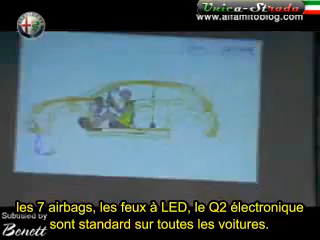 Unica-Strada
www.alfamitoblog.com
les 7 airbags, les feux à LED, le Q2 électronique
sont standard sur toutes les voitures.
Subbed by
Benett